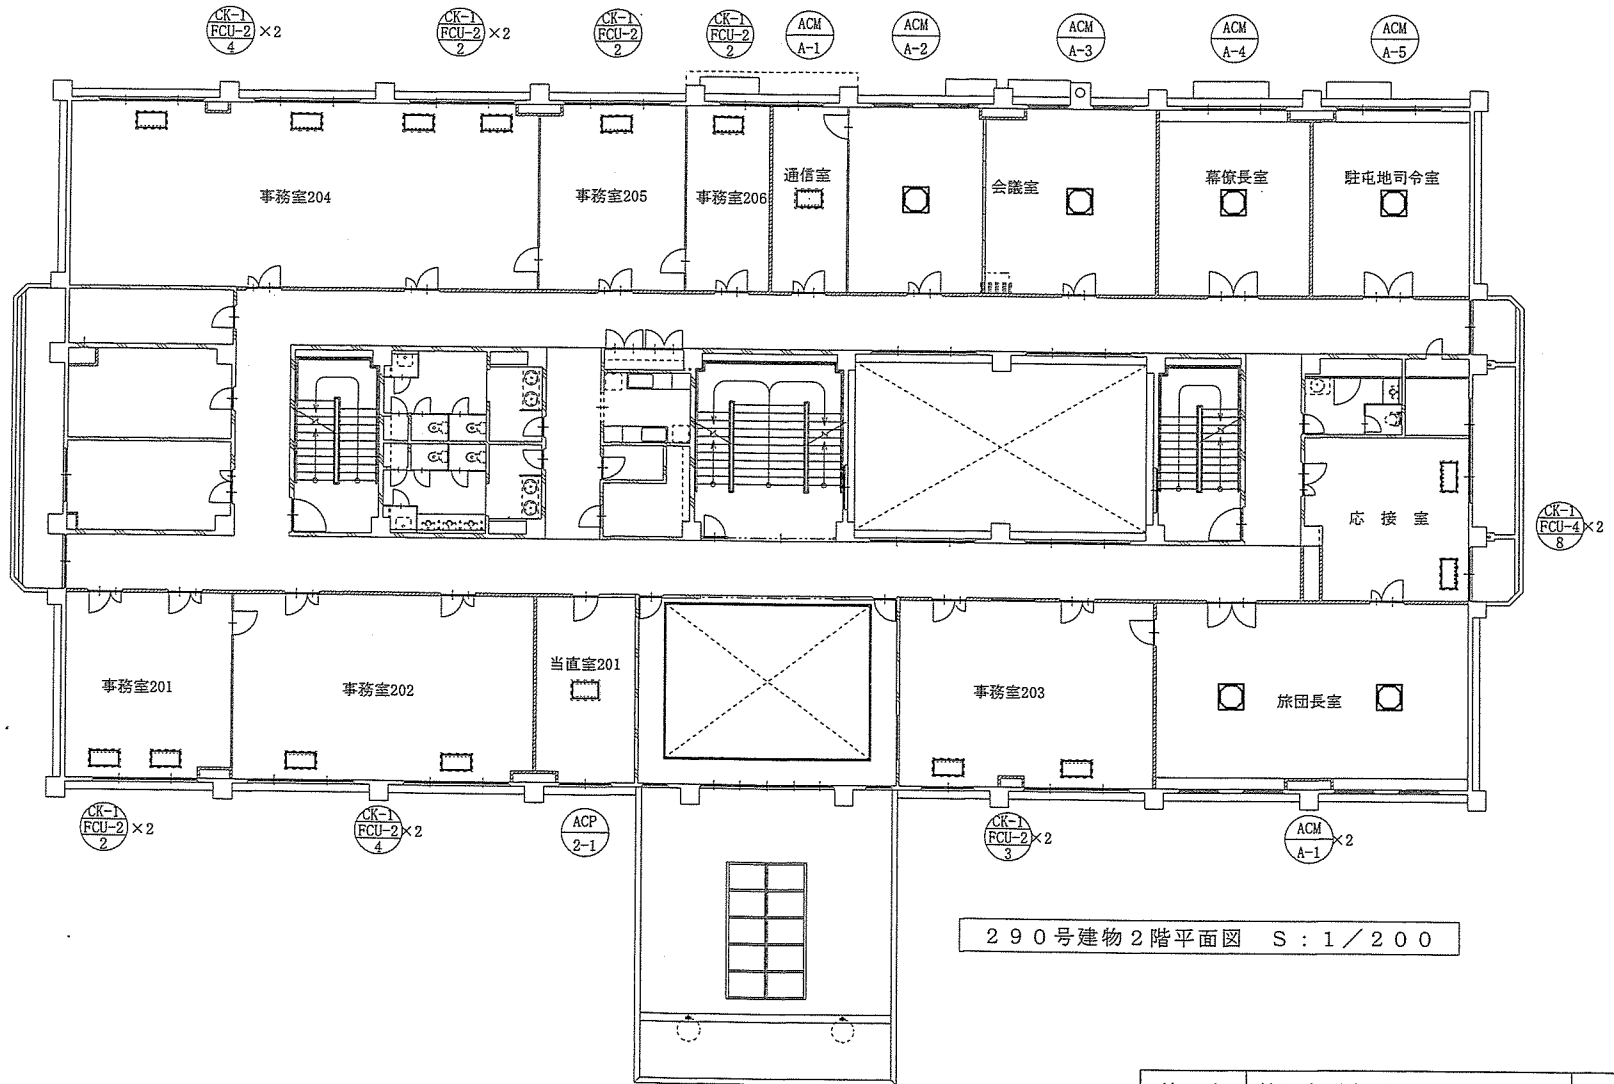 CK-1
FCU-2 ×2
4
CK-1
FCU-2 ×2
2
CK-1
FCU-2
2
CK-1
FCU-2
2
ACM
A-1
ACM
A-2
ACM
A-3
ACM
A-4
ACM
A-5
事務室204
事務室205
事務室206
通信室
会議室
幕僚長室
駐屯地司令室
応接室
CK-1
FCU-4 ×2
8
事務室201
事務室202
当直室201
事務室203
旅団長室
CK-1
FCU-2 ×2
2
CK-1
FCU-2 ×2
4
ACP
2-1
CK-1
FCU-2 ×2
3
ACM
A-1 ×2
290号建物2階平面図 S:1/200